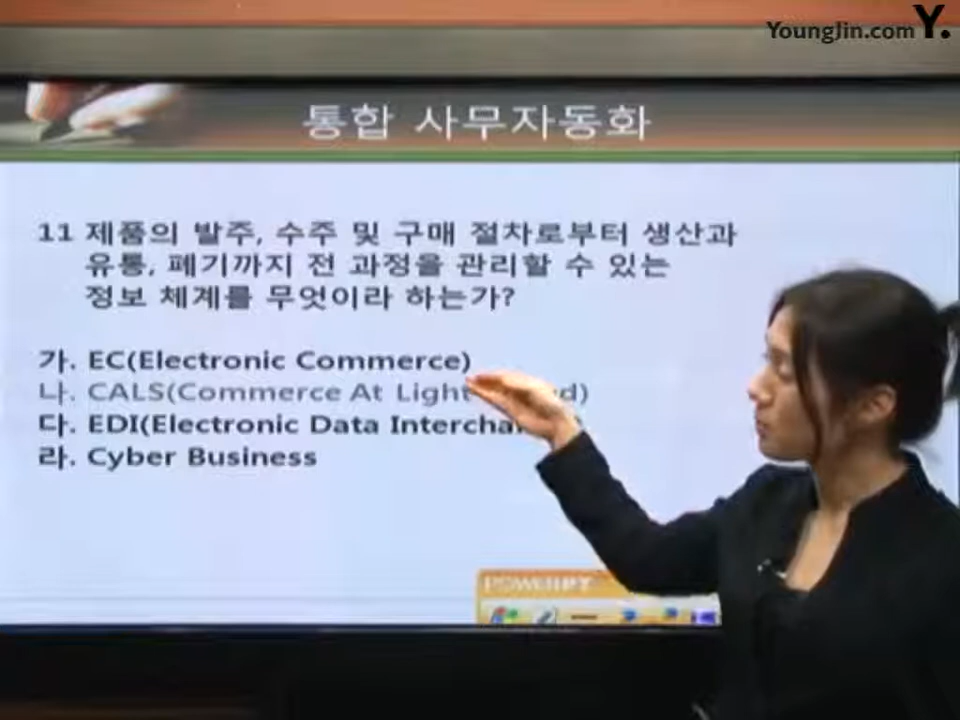 YoungJin.com Y.
통합 사무자동화
11 제품의 발주, 수주 및 구매 절차로부터 생산과
유통, 폐기까지 전 과정을 관리할 수 있는
정보 체계를 무엇이라 하는가?
가. EC(Electronic Commerce)
나. CALS(Commerce At Light
다. EDI(Electronic Data
라. Cyber Business